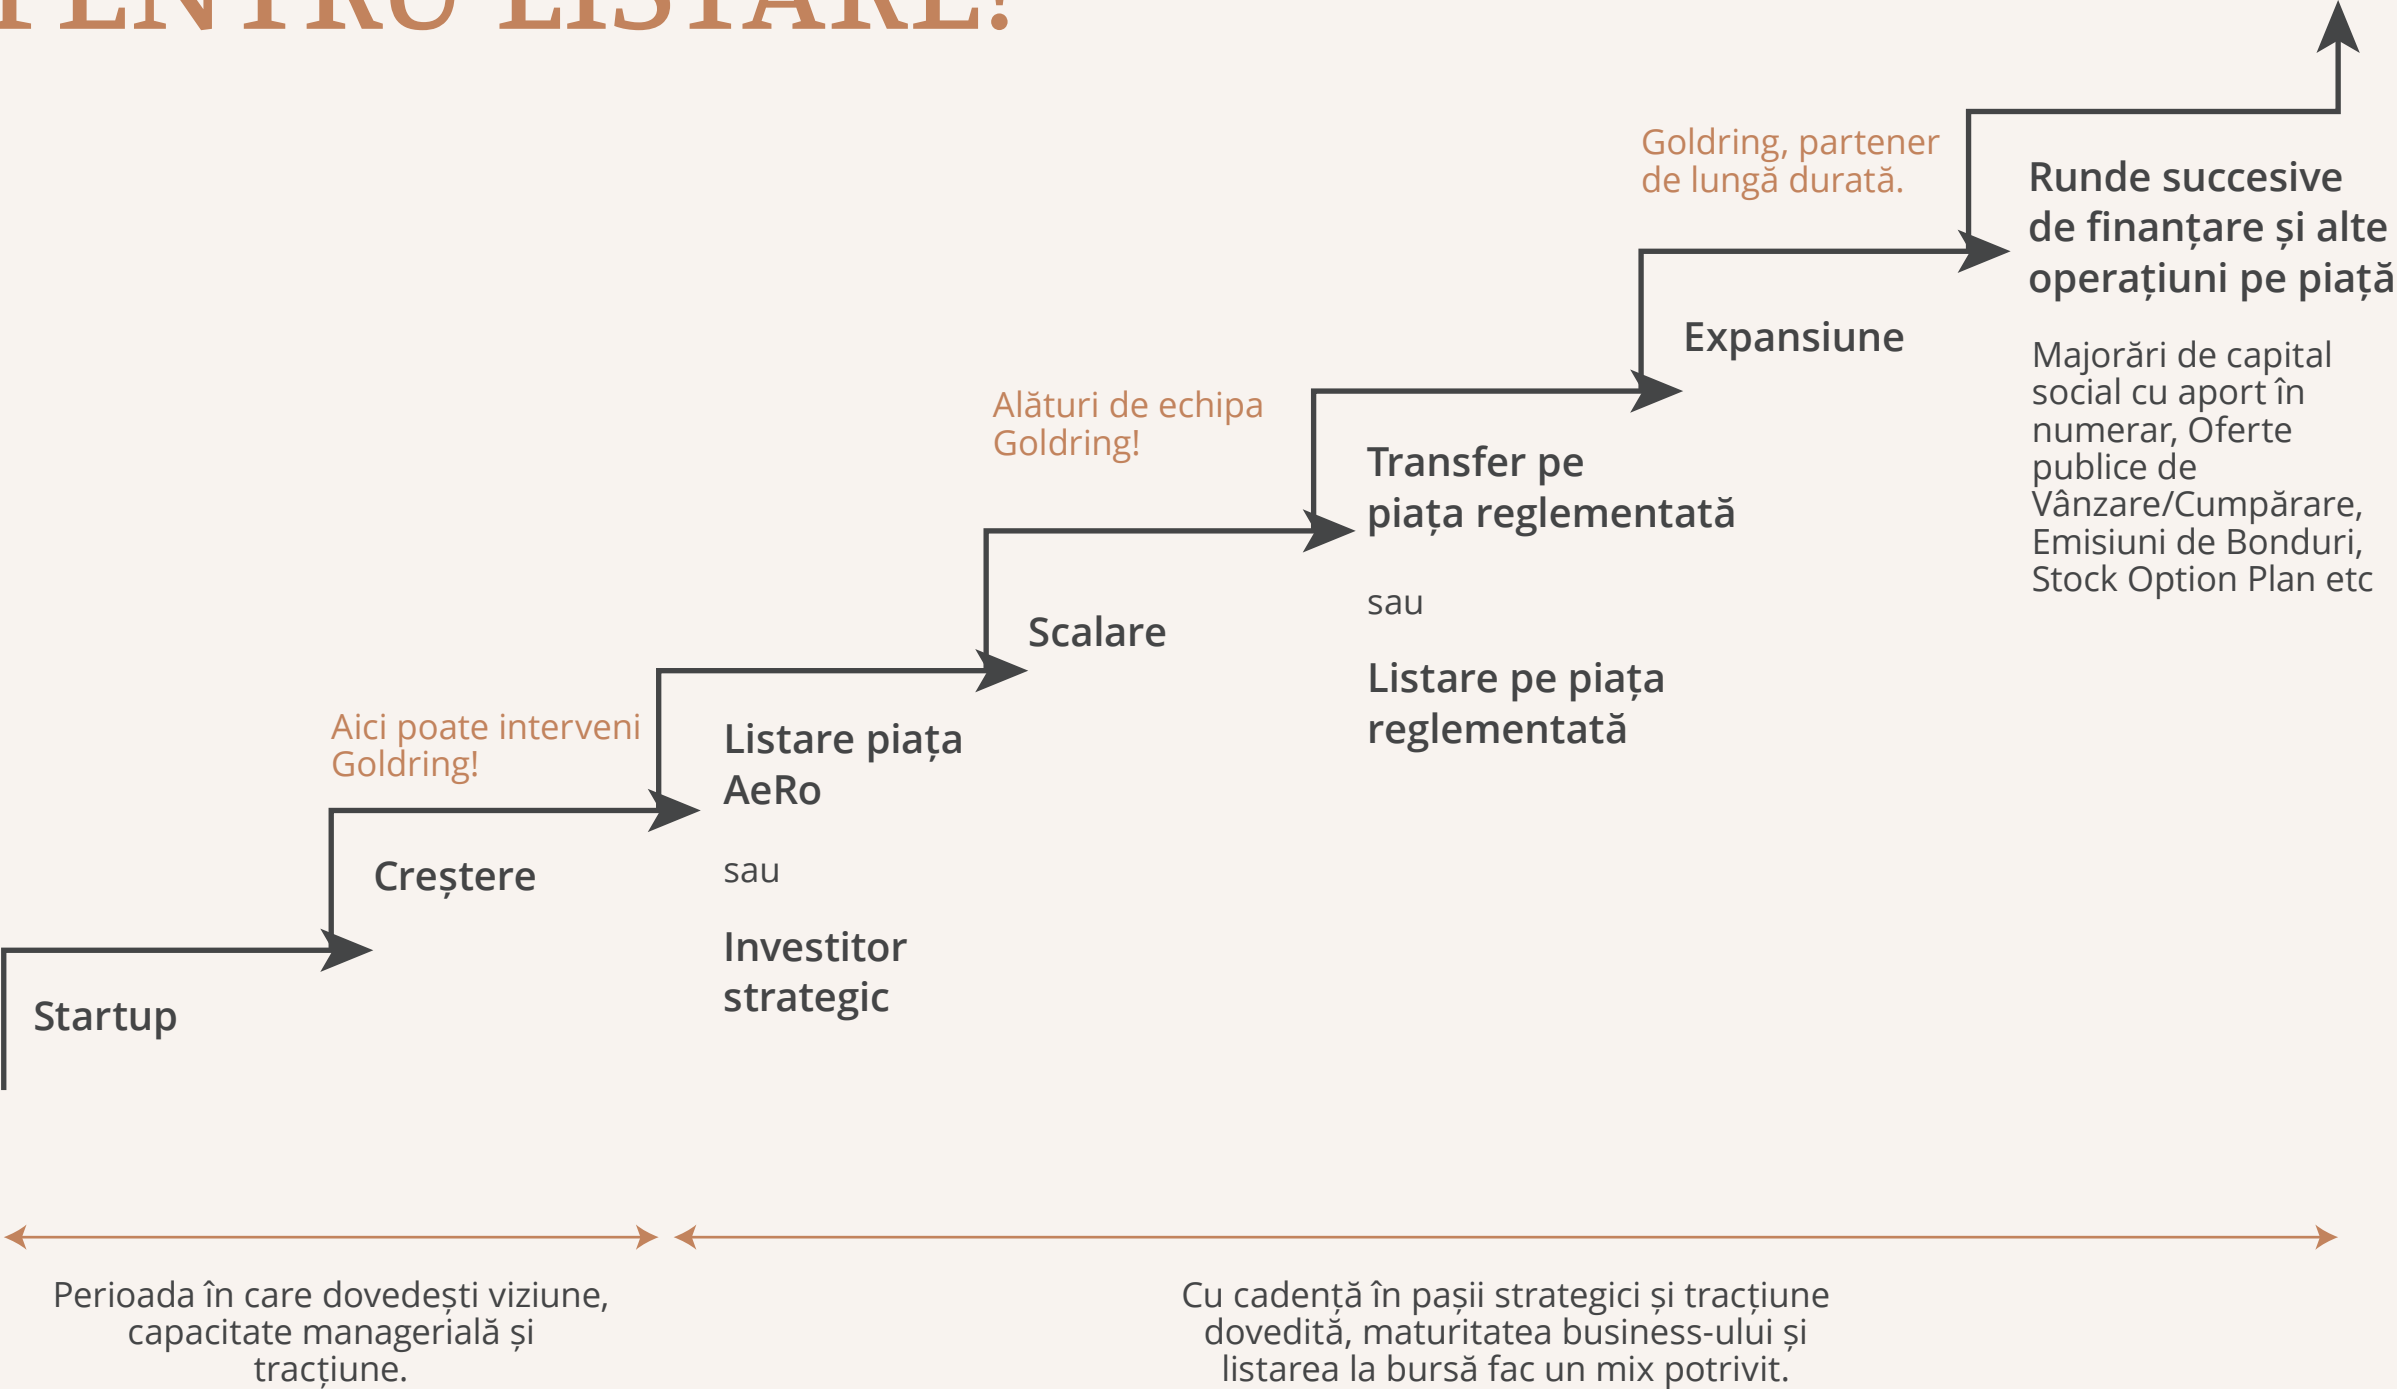 PENTRU LISTARE!
Goldring, partener
de lungă durată.
Runde succesive
de finanțare și alte
operațiuni pe piață
Majorări de capital
social cu aport în
numerar, Oferte
publice de
Vânzare/Cumpărare,
Emisiuni de Bonduri,
Stock Option Plan etc
Expansiune
Alături de echipa
Goldring!
Transfer pe
piața reglementată
sau
Listare pe piața
reglementată
Scalare
Aici poate interveni
Goldring!
Listare piața
AeRo
sau
Investitor
strategic
Creștere
Startup
Perioada în care dovedești viziune,
capacitate managerială și
tracțiune.
Cu cadență în pașii strategici și tracțiune
dovedită, maturitatea business-ului și
listarea la bursă fac un mix potrivit.